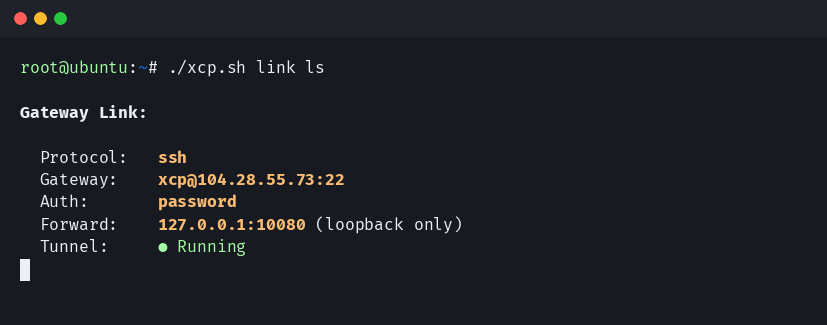 root@ubuntu:~# ./xcp.sh link ls
Gateway Link:
Protocol: ssh
Gateway: xcp@104.28.55.73:22
Auth: password
Forward: 127.0.0.1:10080 (loopback only)
Tunnel: ● Running